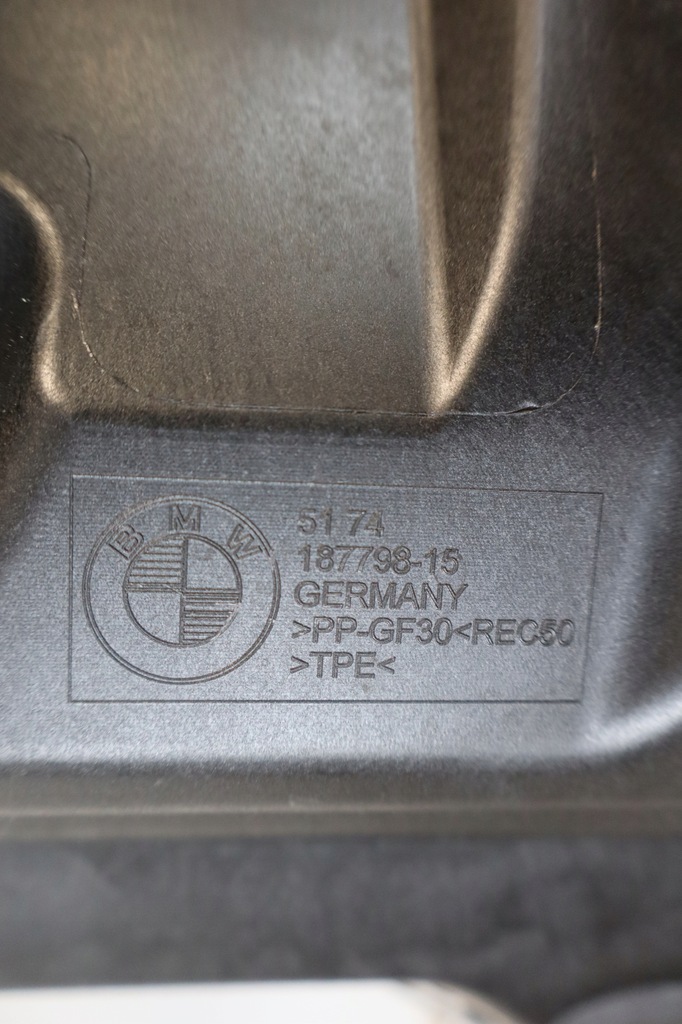 BMW
51 74
187798-15
GERMANY
>PP-GF30<REC50
>TPE<